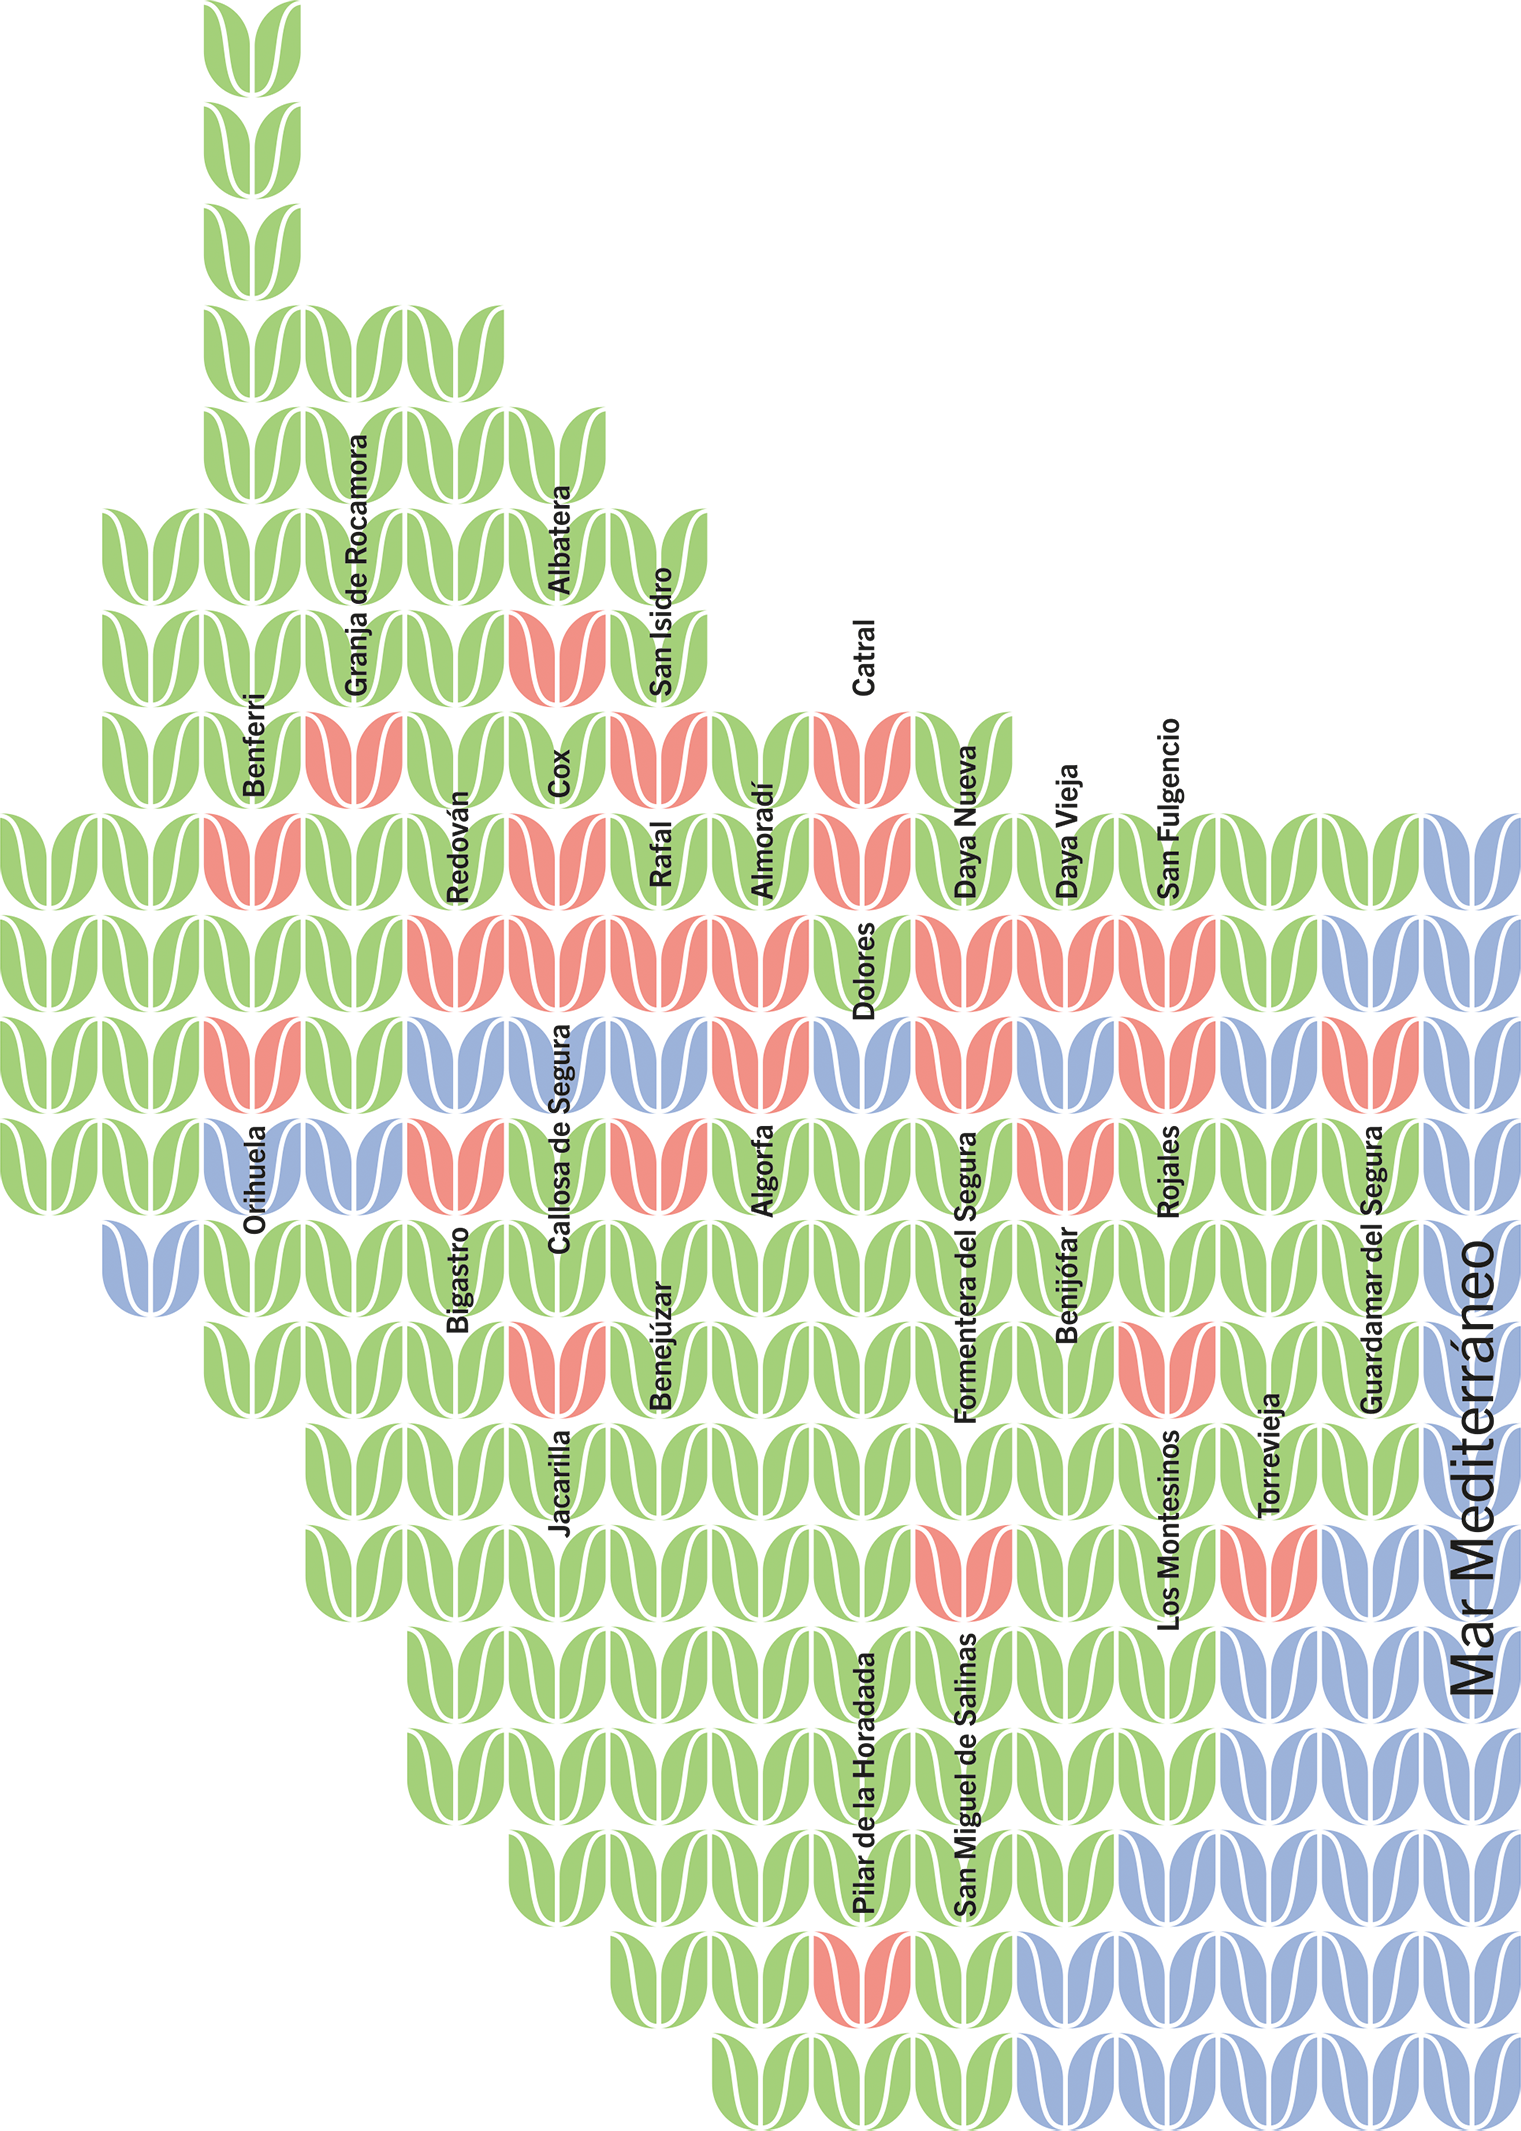 Benferri
Orihuela
Granja de Rocamora
Redován
Bigastro
Albatera
Cox
Callosa de Segura
Jacarilla
San Isidro
Rafal
Benejúzar
Almoradí
Algorfa
Catral
Dolores
Pilar de la Horadada
Daya Nueva
Formentera del Segura
San Miguel de Salinas
Daya Vieja
Benijófar
San Fulgencio
Rojales
Los Montesinos
Torrevieja
Guardamar del Segura
Mar Mediterráneo